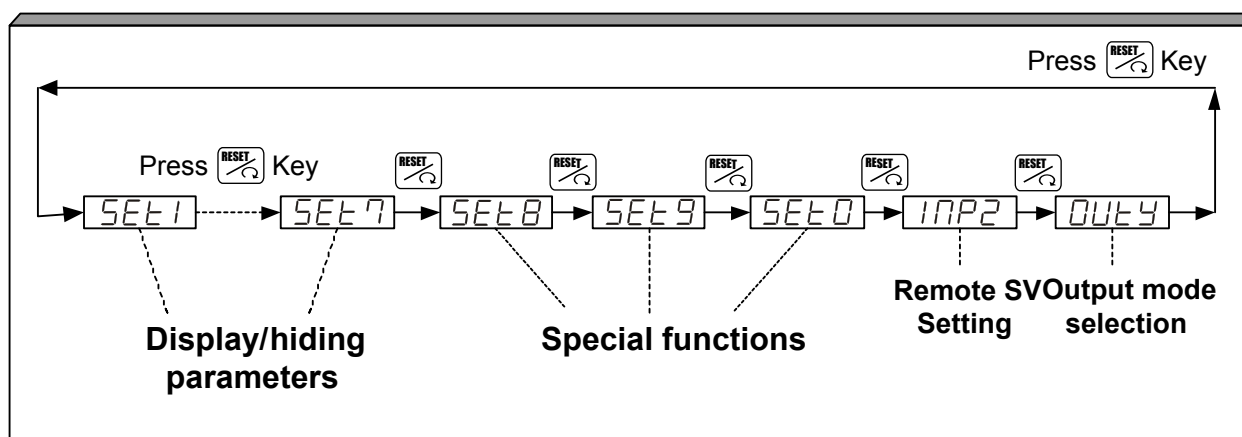 Press RESET Key
Press RESET Key
RESET RESET RESET RESET RESET
SEt1 SEt7 SEt8 SEt9 SEt0 INP2 OUtY
Remote SV Output mode
Setting selection
Display/hiding Special functions
parameters